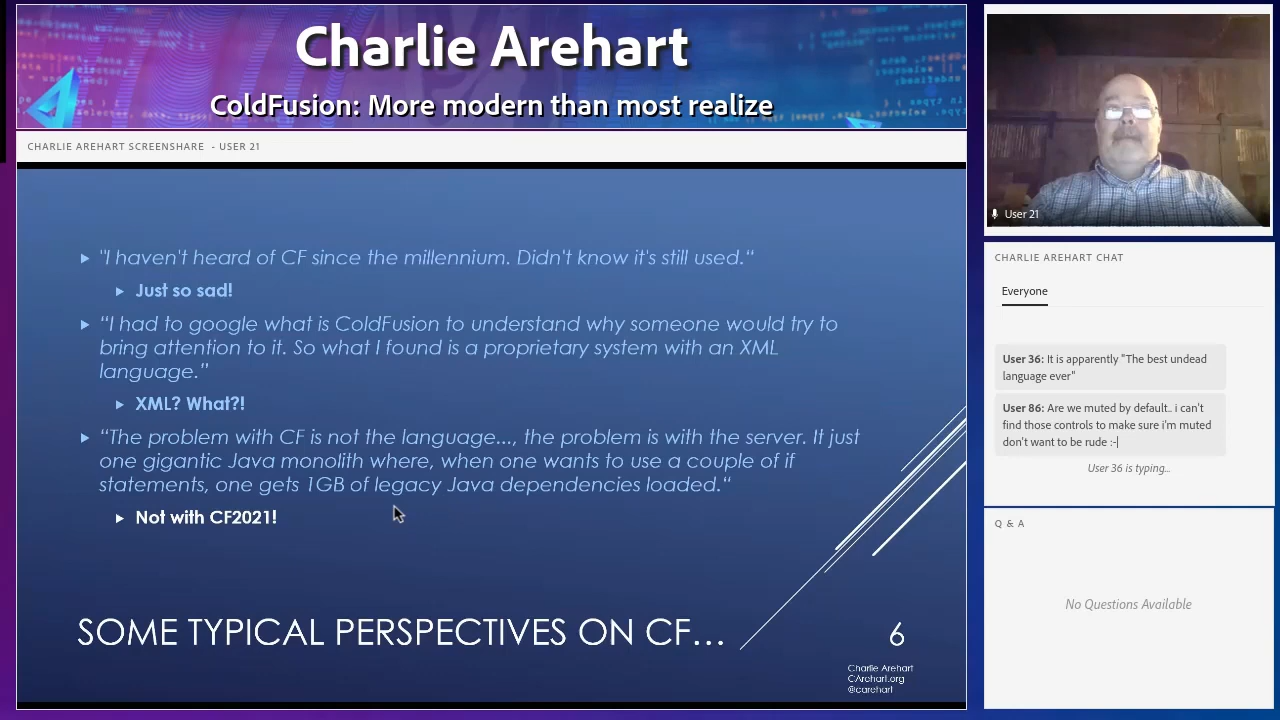 Charlie Arehart
ColdFusion: More modern than most realize
CHARLIE AREHART SCREENSHARE - USER 21
"I haven't heard of CF since the millennium. Didn't know it's still used.“
Just so sad!
“I had to google what is ColdFusion to understand why someone would try to
bring attention to it. So what I found is a proprietary system with an XML
language.”
XML? What?!
“The problem with CF is not the language..., the problem is with the server. It just
one gigantic Java monolith where, when one wants to use a couple of if
statements, one gets 1GB of legacy Java dependencies loaded.“
Not with CF2021!
SOME TYPICAL PERSPECTIVES ON CF...
6
Charlie Arehart
CArehart.org
@carehart
User 21
CHARLIE AREHART CHAT
Everyone
User 36: It is apparently "The best undead
language ever"
User 86: Are we muted by default.. i can't
find those controls to make sure i'm muted
don't want to be rude :-|
User 36 is typing...
Q & A
No Questions Available